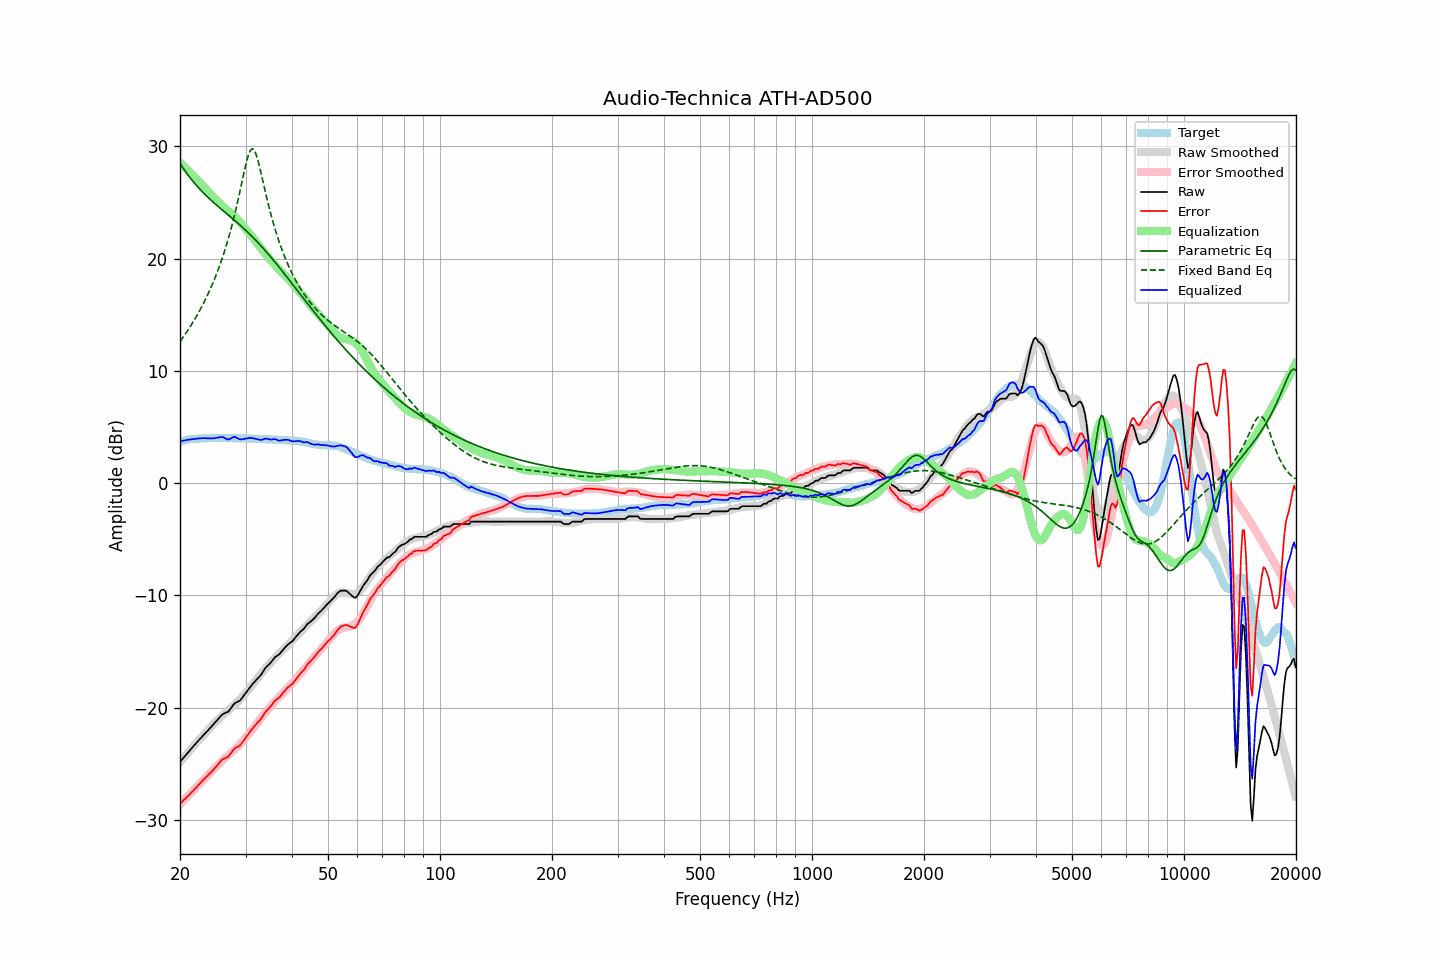 Audio-Technica ATH-AD500
Amplitude (dBr)
30
20
10
0
−10
−20
−30
20
50
100
200
500
1000
2000
5000
10000
20000
Frequency (Hz)
Target
Raw Smoothed
Error Smoothed
Raw
Error
Equalization
Parametric Eq
Fixed Band Eq
Equalized